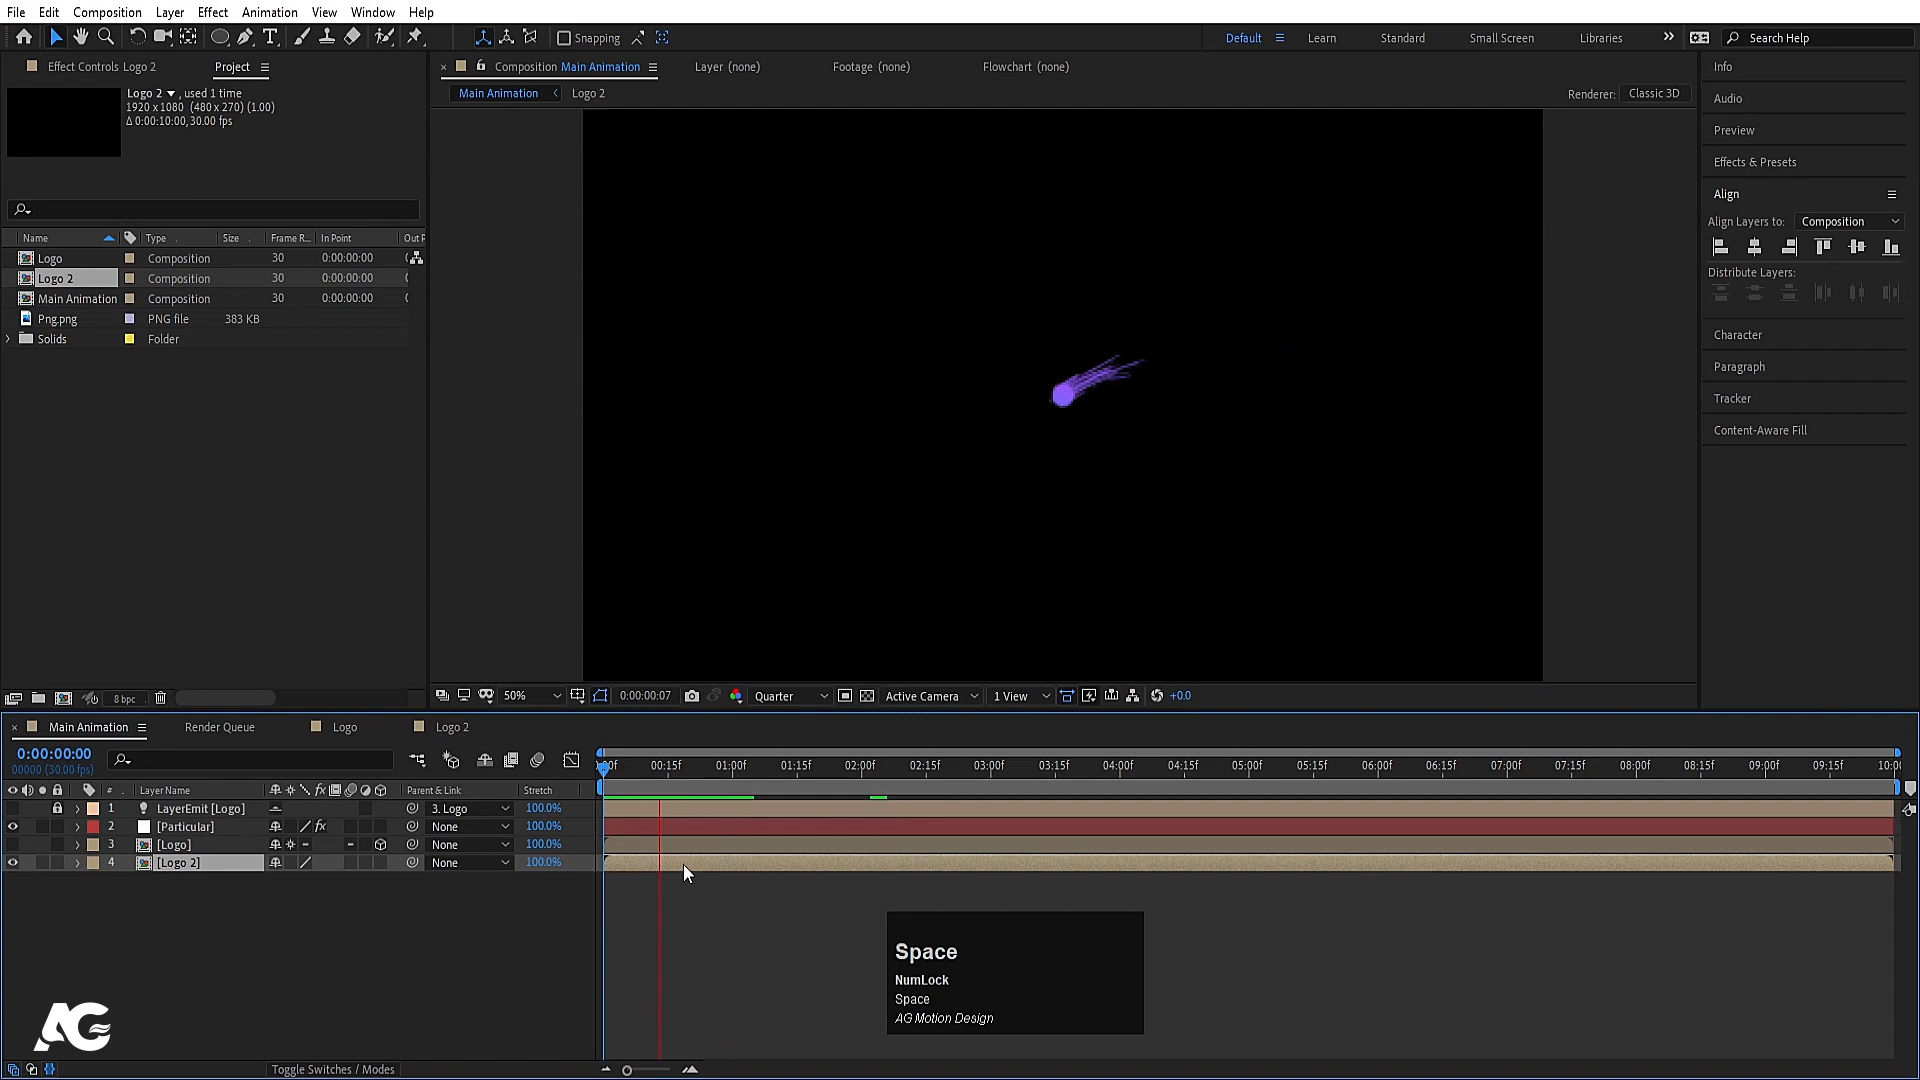 File Edit Composition Layer Effect Animation View Window Help
Snapping Default Learn Standard Small Screen Libraries Search Help
Effect Controls Logo 2 Project
Composition Main Animation Layer (none) Footage (none) Flowchart (none)
Main Animation Logo 2 Renderer: Classic 3D
Logo 2 , used 1 time
1920 x 1080 (480 x 270) (1.00)
Δ 0:00:10:00, 30.00 fps
Name Type Size Frame R... In Point Out P
Logo Composition 30 0:00:00:00
Logo 2 Composition 30 0:00:00:00
Main Animation Composition 30 0:00:00:00
Png.png PNG file 383 KB
Solids Folder
8 bpc
Info
Audio
Preview
Effects & Presets
Align
Align Layers to: Composition
Distribute Layers:
Character
Paragraph
Tracker
Content-Aware Fill
50% 0:00:00:07 Quarter Active Camera 1 View +0.0
Main Animation Render Queue Logo Logo 2
0:00:00:00
00000 (30.00 fps)
00:15f 01:00f 01:15f 02:00f 02:15f 03:00f 03:15f 04:00f 04:15f 05:00f 05:15f 06:00f 06:15f 07:00f 07:15f 08:00f 08:15f 09:00f 09:15f 10:00
# Layer Name fx Parent & Link Stretch
1 LayerEmit [Logo] 3. Logo 100.0%
2 [Particular] fx None 100.0%
3 [Logo] None 100.0%
4 [Logo 2] None 100.0%
Space
NumLock
Space
AG Motion Design
AG
Toggle Switches / Modes